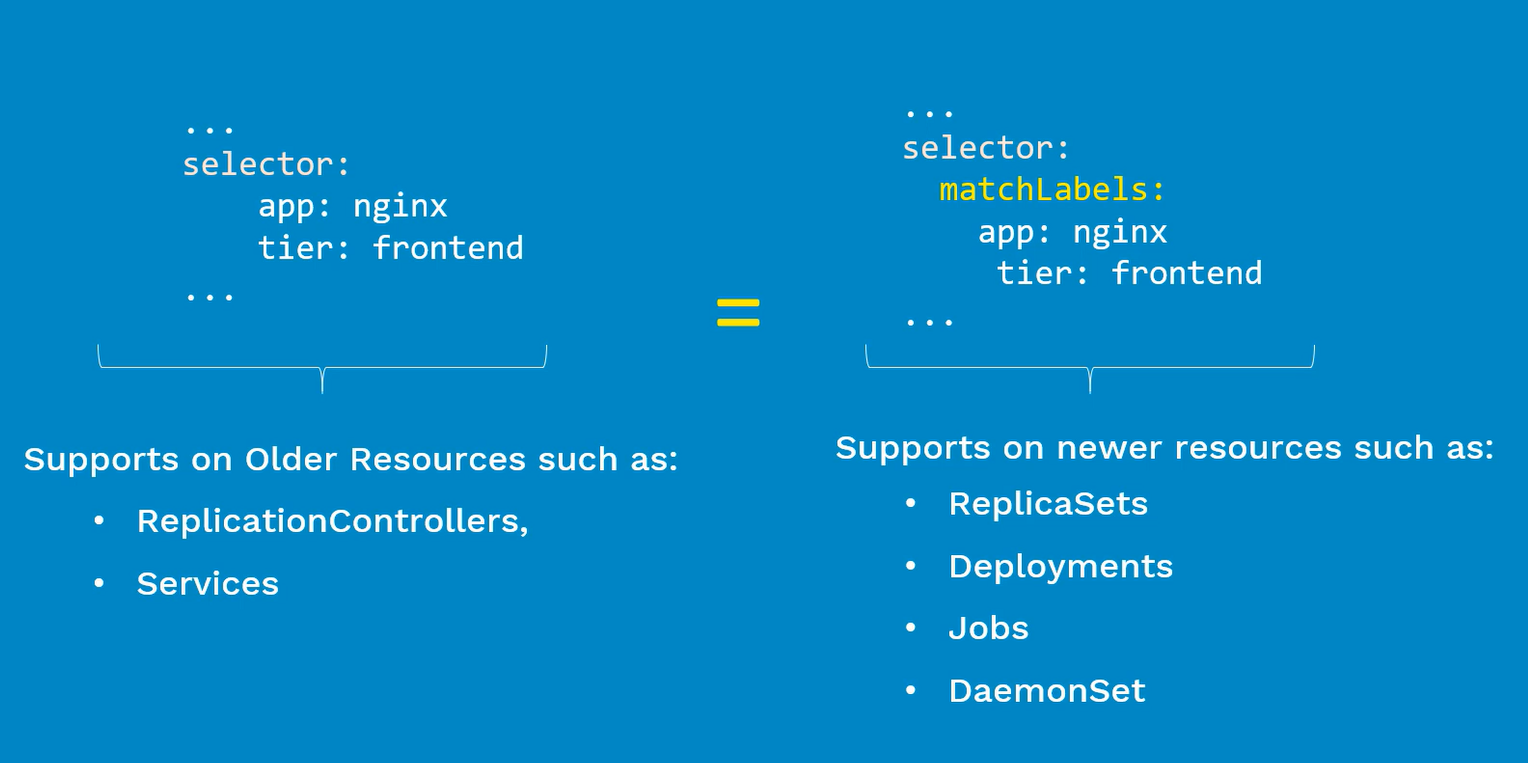 ...
selector:
    app: nginx
    tier: frontend
...
=
...
selector:
  matchLabels:
    app: nginx
     tier: frontend
...
Supports on Older Resources such as:
• ReplicationControllers,
• Services
Supports on newer resources such as:
• ReplicaSets
• Deployments
• Jobs
• DaemonSet